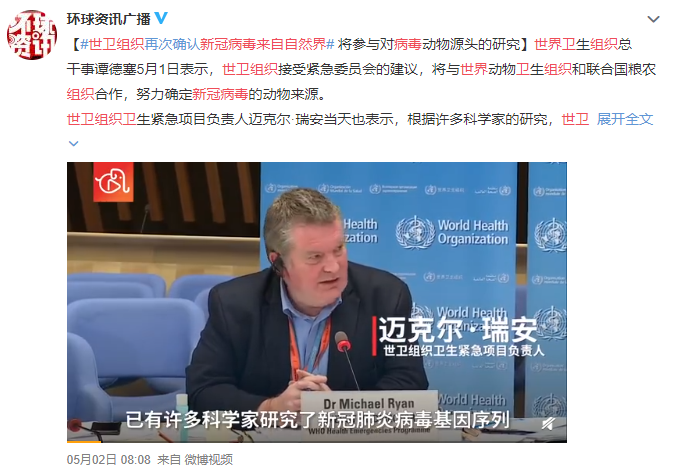 环球资讯广播
【#世卫组织再次确认新冠病毒来自自然界# 将参与对病毒动物源头的研究】世界卫生组织总
干事谭德塞5月1日表示，世卫组织接受紧急委员会的建议，将与世界动物卫生组织和联合国粮农
组织合作，努力确定新冠病毒的动物来源。
世卫组织卫生紧急项目负责人迈克尔·瑞安当天也表示，根据许多科学家的研究，世卫 展开全文
World Health
Organization
World Health
Organization
迈克尔·瑞安
世卫组织卫生紧急项目负责人
Dr Michael Ryan
已有许多科学家研究了新冠肺炎病毒基因序列
WHO Health Emergencies Programme
05月02日 08:08 来自 微博视频